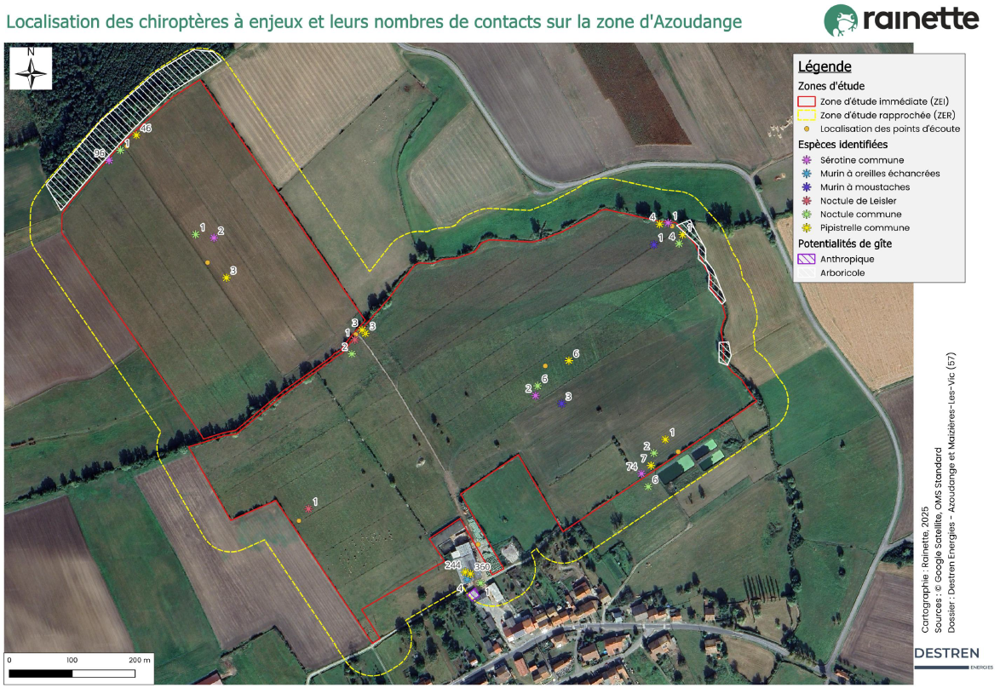 Localisation des chiroptères à enjeux et leurs nombres de contacts sur la zone d'Azoudange
rainette
N
Légende
Zones d'étude
Zone d'étude immédiate (ZEI)
Zone d'étude rapprochée (ZER)
Localisation des points d'écoute
Espèces identifiées
Sérotine commune
Murin à oreilles échancrées
Murin à moustaches
Noctule de Leisler
Noctule commune
Pipistrelle commune
Potentialités de gîte
Anthropique
Arboricole
46
1
96
1
2
3
4
1
1
1
4
3
3
1
2
6
6
2
3
1
2
7
74
6
1
244
360
4
1
0 100 200 m
Cartographie : Rainette, 2025
Sources : © Google Satellite, OMS Standard
Dossier : Destren Energies - Azoudange et Maizières-Les-Vic (57)
DESTREN
ENERGIES